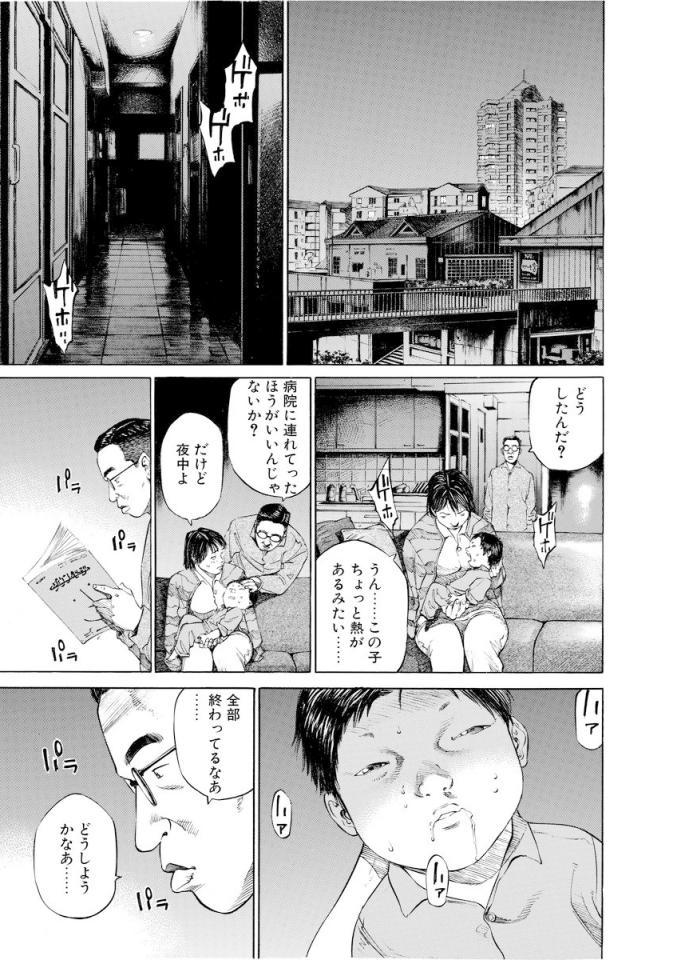 ゲホ
ゲホ
ゲホ
どう
したんだ?
ゲホ
ゲホ
うん……この子
ちょっと熱が
あるみたい……
病院に連れてった
ほうがいいんじゃ
ないか?
だけど
夜中よ
パラ
パラ
パラ
ハァ
ハァ
ハァ
全部
終わってるなあ
……
パラ
どうしよう
かなあ……
パラ